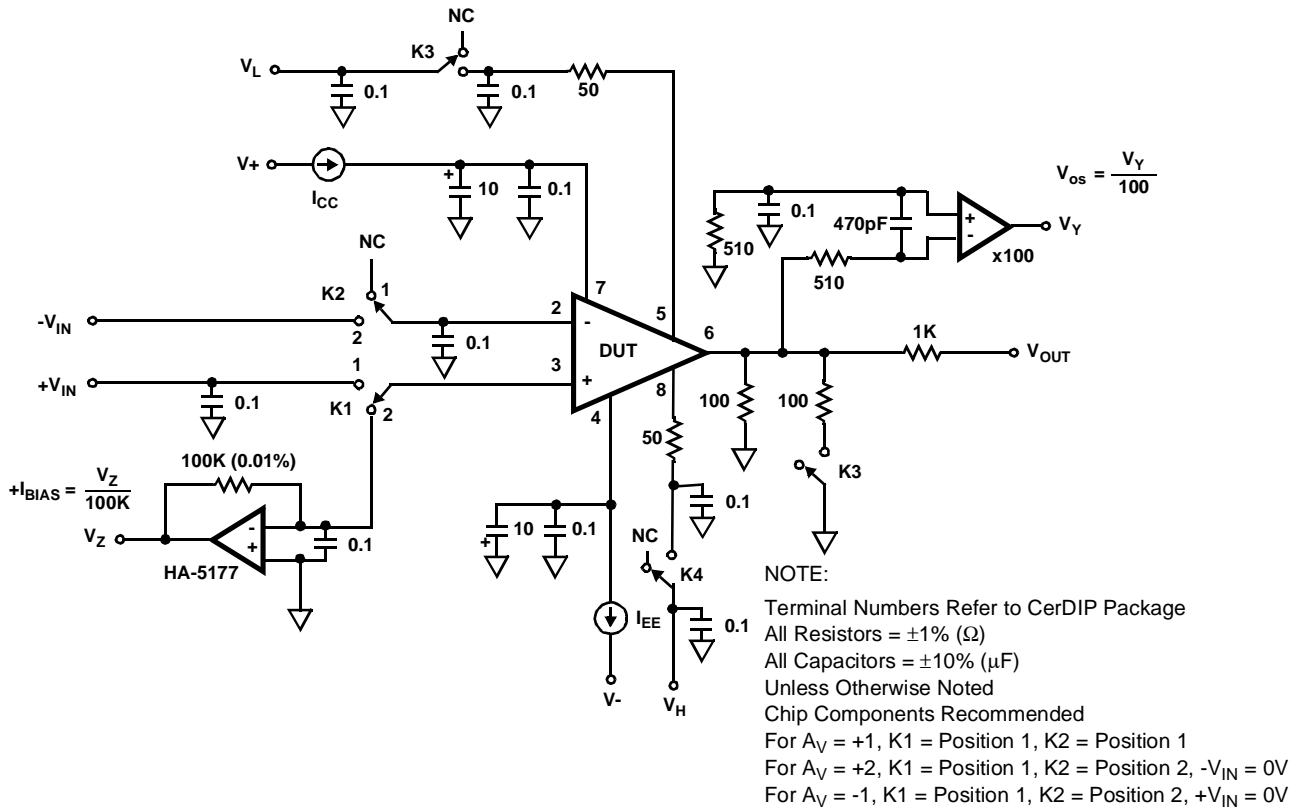 NC
K3
V_L
0.1
0.1
50
V+
I_CC
+
10
0.1
V_os = V_Y / 100
0.1
470pF
+
-
V_Y
x100
510
510
NC
K2
1
2
-V_IN
0.1
2
-
7
5
6
DUT
3
+
4
8
1K
V_OUT
+V_IN
0.1
1
K1
2
100
100
50
K3
100K (0.01%)
+I_BIAS = V_Z / 100K
V_Z
-
+
0.1
HA-5177
+
10
0.1
0.1
NC
K4
I_EE
0.1
V-
V_H
NOTE:
Terminal Numbers Refer to CerDIP Package
All Resistors = ±1% (Ω)
All Capacitors = ±10% (μF)
Unless Otherwise Noted
Chip Components Recommended
For A_V = +1, K1 = Position 1, K2 = Position 1
For A_V = +2, K1 = Position 1, K2 = Position 2, -V_IN = 0V
For A_V = -1, K1 = Position 1, K2 = Position 2, +V_IN = 0V